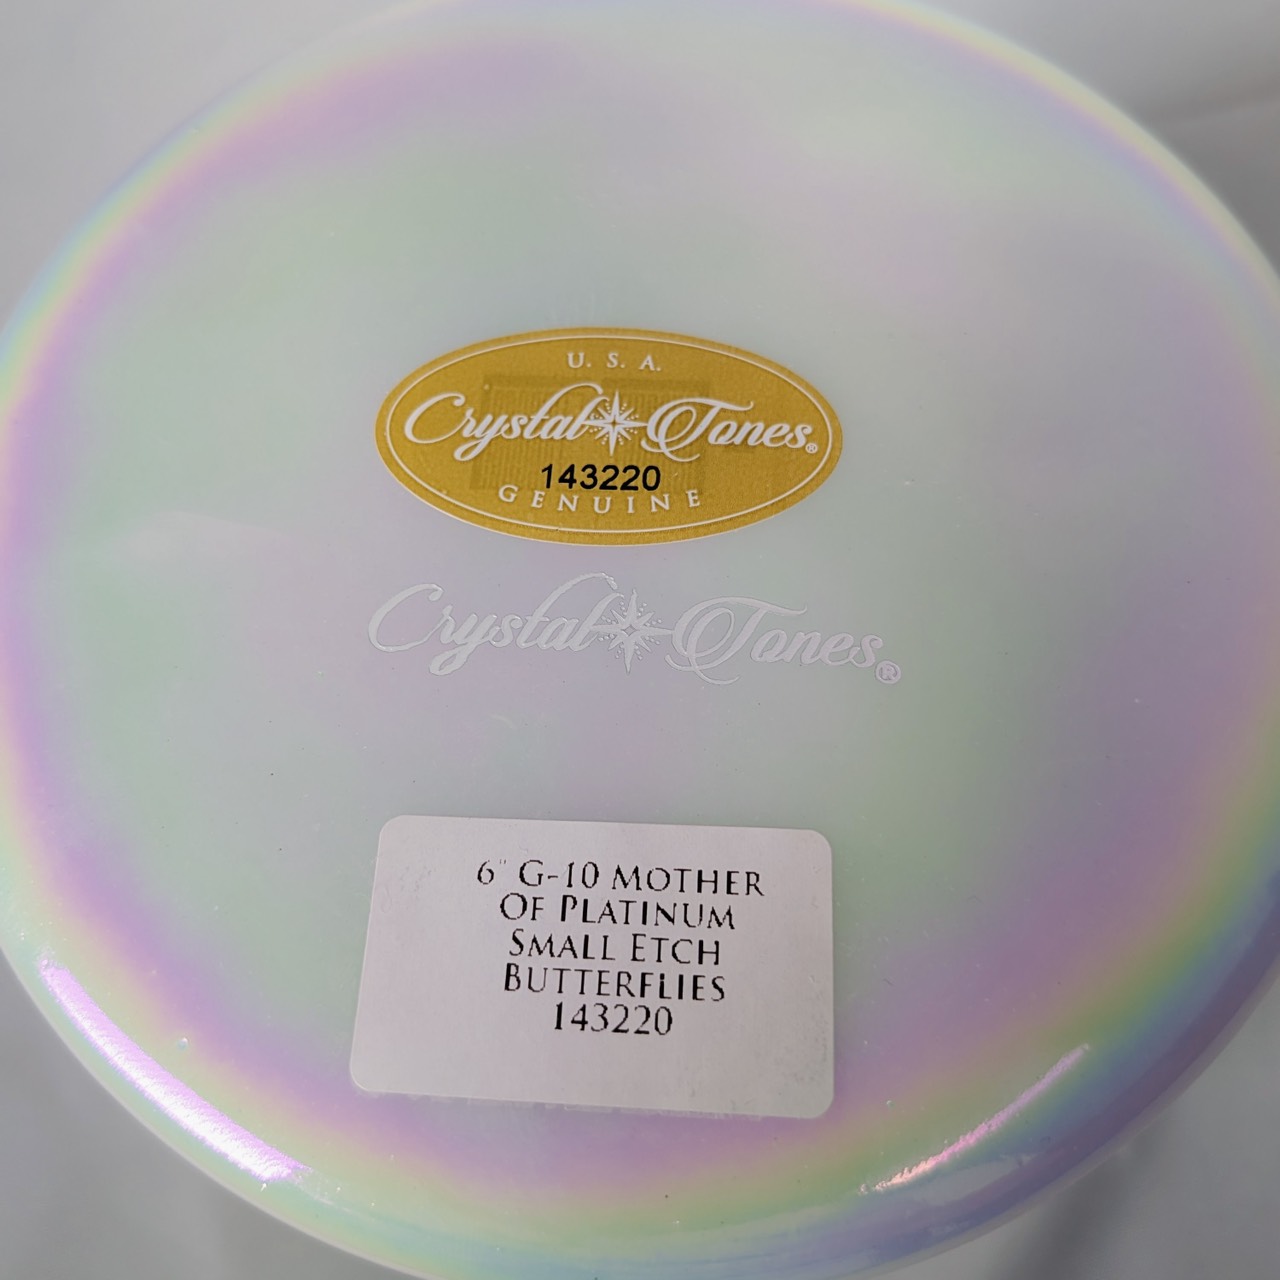 U. S. A.
Crystal Tones®
143220
GENUINE
Crystal Tones®
6" G-10 MOTHER
OF PLATINUM
SMALL ETCH
BUTTERFLIES
143220